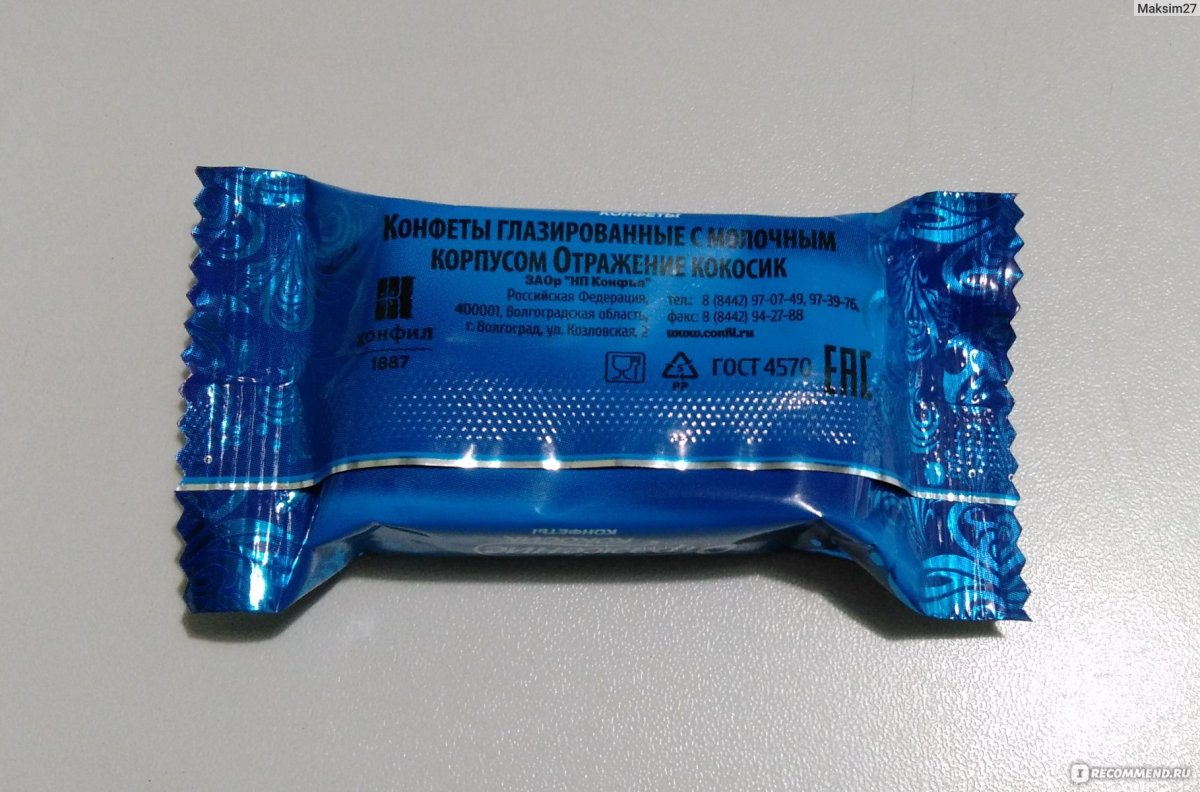 Maksim27
КОНФЕТЫ
КОНФЕТЫ ГЛАЗИРОВАННЫЕ С МОЛОЧНЫМ
КОРПУСОМ ОТРАЖЕНИЕ КОКОСИК
ЗАОр "НП Конфил"
Российская Федерация,
400001, Волгоградская область,
г. Волгоград, ул. Козловская, 2
тел.: 8 (8442) 97-07-49, 97-39-76,
факс: 8 (8442) 94-27-88
www.confil.ru
конфил
1887
5
PP
ГОСТ 4570
EAC
КОНФЕТЫ
I RECOMMEND.RU